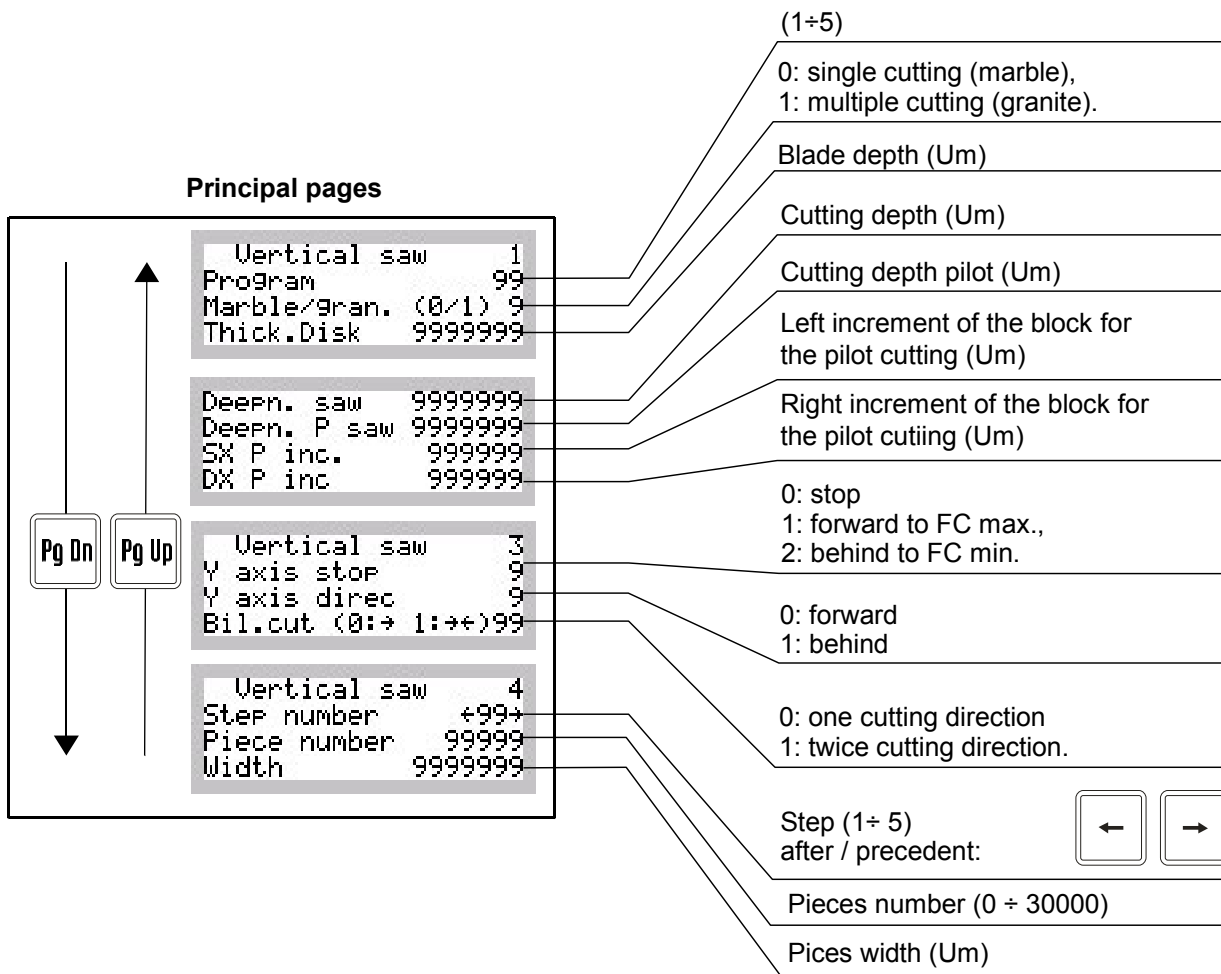 (1÷5)
0: single cutting (marble),
1: multiple cutting (granite).
Blade depth (Um)
Principal pages
Cutting depth (Um)
Cutting depth pilot (Um)
Left increment of the block for
the pilot cutting (Um)
Right increment of the block for
the pilot cutiing (Um)
0: stop
1: forward to FC max.,
2: behind to FC min.
0: forward
1: behind
0: one cutting direction
1: twice cutting direction.
Step (1÷ 5)
after / precedent:
← →
Pieces number (0 ÷ 30000)
Pices width (Um)
Vertical saw 1
Program 99
Marble/gran. (0/1) 9
Thick.Disk 9999999
Deepn. saw 9999999
Deepn. P saw 9999999
SX P inc. 999999
DX P inc 999999
Pg Dn
Pg Up
Vertical saw 3
Y axis stop 9
Y axis direc 9
Bil.cut (0:→ 1:→←)99
Vertical saw 4
Step number ←99→
Piece number 99999
Width 9999999